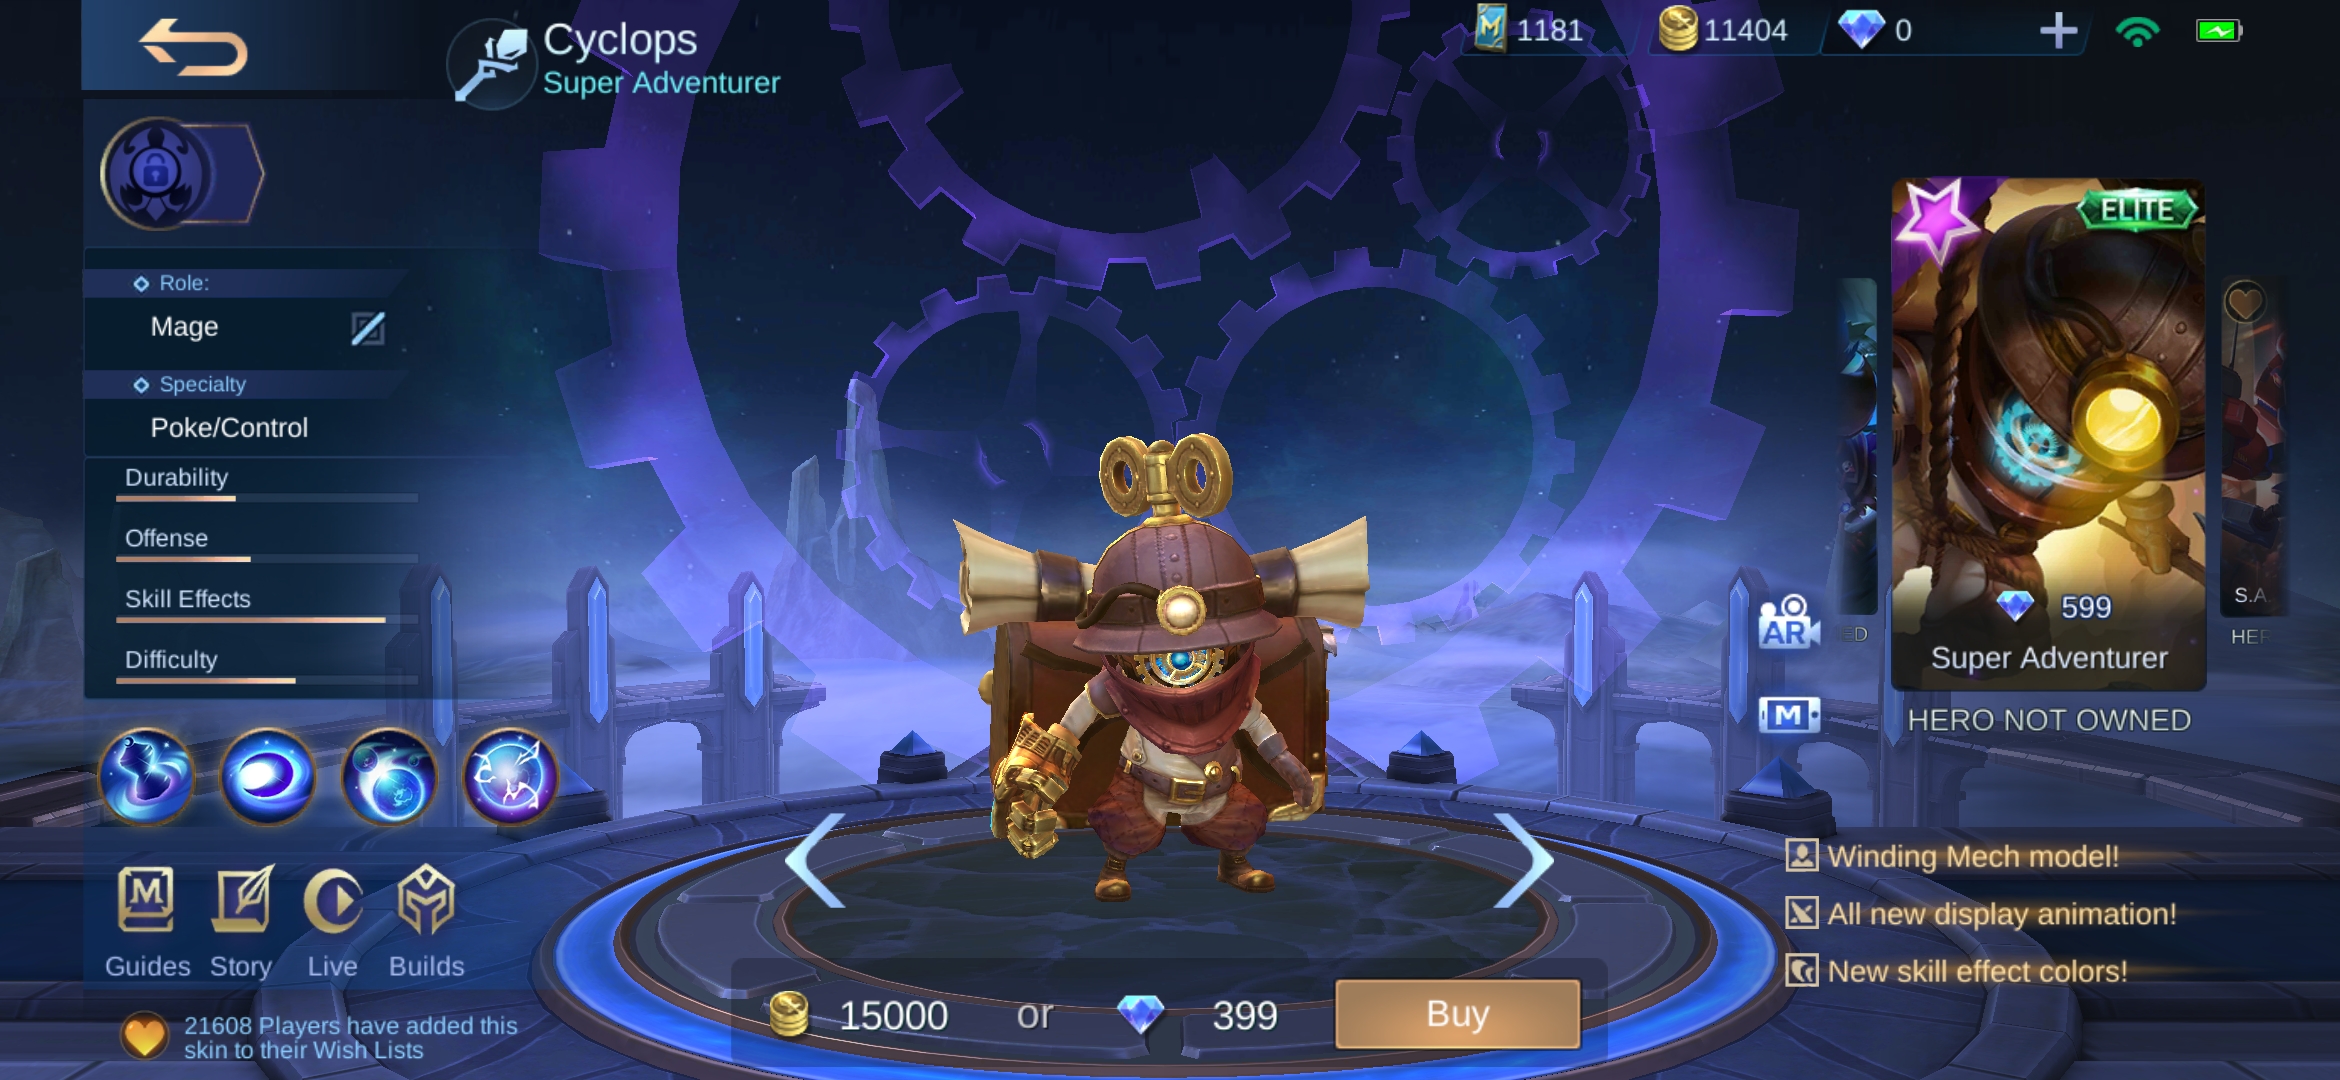 Cyclops
Super Adventurer
1181
11404
0
Role:
Mage
Specialty
Poke/Control
Durability
Offense
Skill Effects
Difficulty
M
Guides
Story
Live
Builds
21608 Players have added this
skin to their Wish Lists
15000 or 399
Buy
ELITE
599
Super Adventurer
HERO NOT OWNED
ED
S.A.
HER
AR
M
Winding Mech model!
All new display animation!
New skill effect colors!